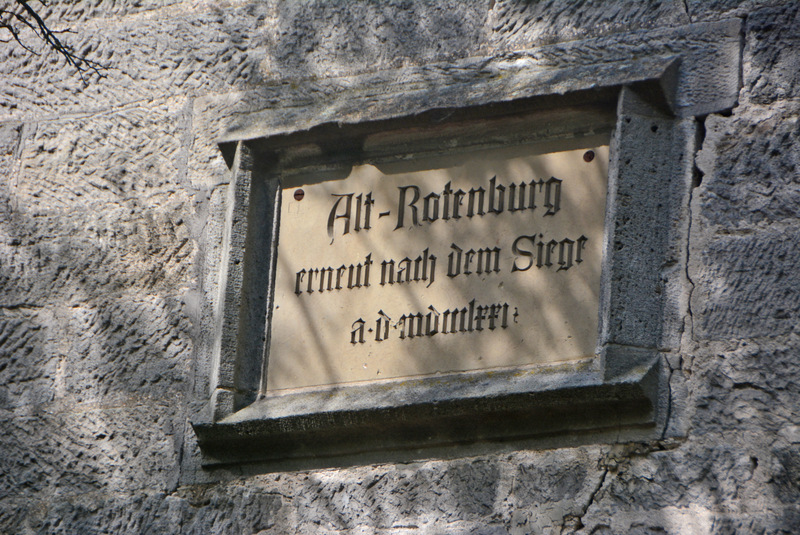 Alt-Rotenburg
erneut nach dem Siege
a·d·mdccclxxi·